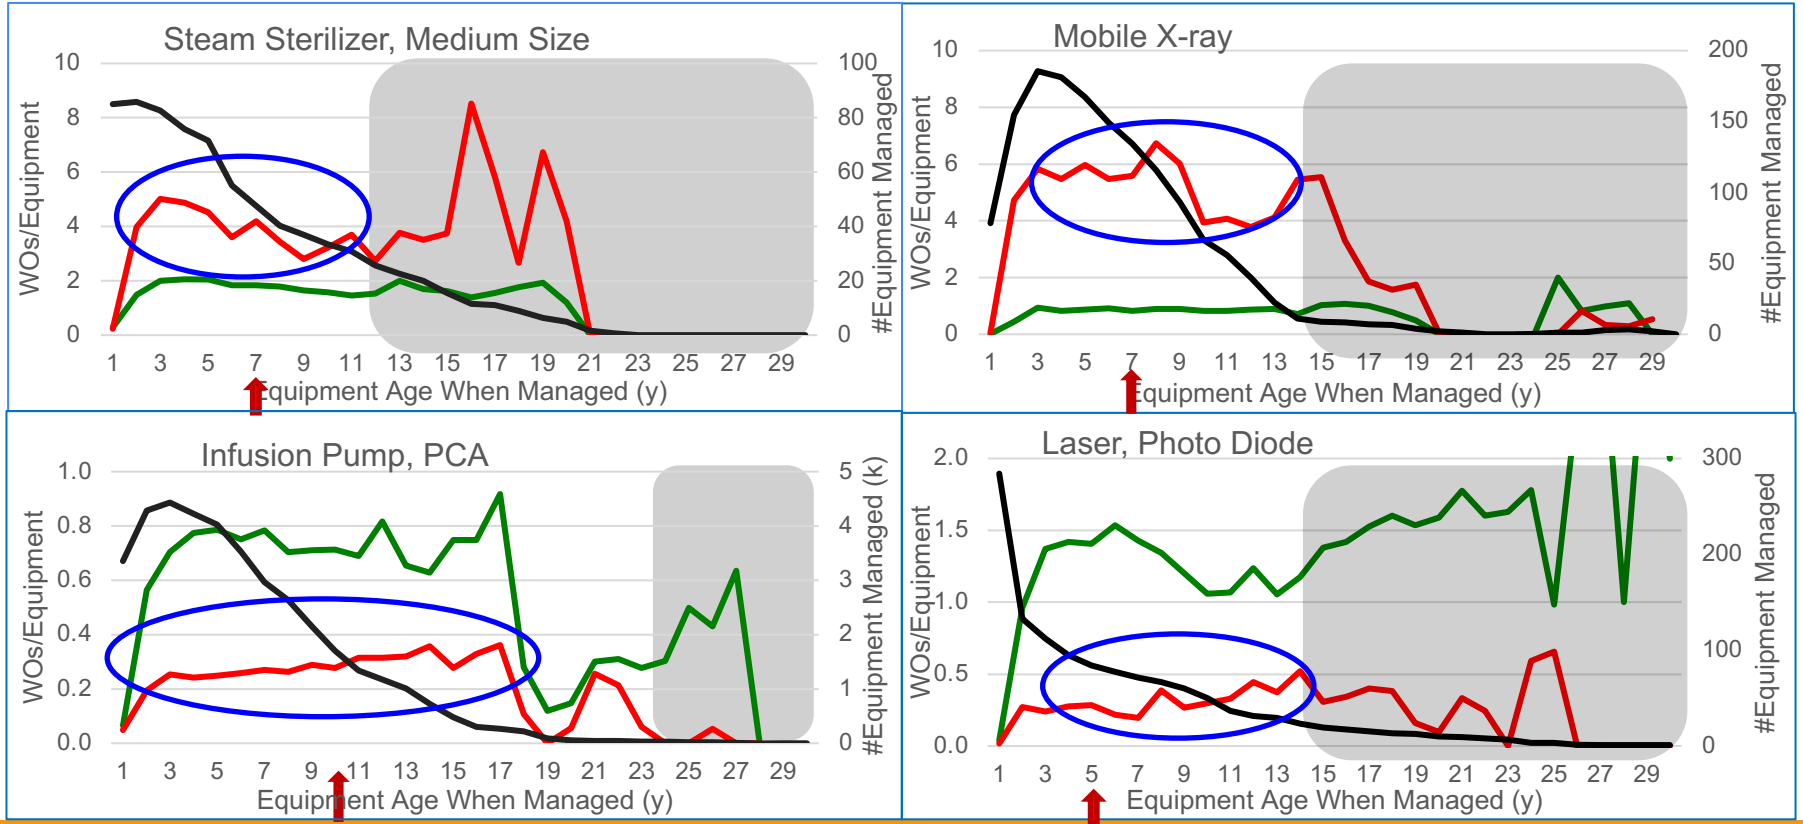 Steam Sterilizer, Medium Size
10
8
6
4
2
0
WOs/Equipment
100
80
60
40
20
0
#Equipment Managed
1 3 5 7 9 11 13 15 17 19 21 23 25 27 29
Equipment Age When Managed (y)
Mobile X-ray
10
8
6
4
2
0
WOs/Equipment
200
150
100
50
0
#Equipment Managed
1 3 5 7 9 11 13 15 17 19 21 23 25 27 29
Equipment Age When Managed (y)
Infusion Pump, PCA
1.0
0.8
0.6
0.4
0.2
0.0
WOs/Equipment
5
4
3
2
1
0
#Equipment Managed (k)
1 3 5 7 9 11 13 15 17 19 21 23 25 27 29
Equipment Age When Managed (y)
Laser, Photo Diode
2.0
1.5
1.0
0.5
0.0
WOs/Equipment
300
200
100
0
#Equipment Managed
1 3 5 7 9 11 13 15 17 19 21 23 25 27 29
Equipment Age When Managed (y)